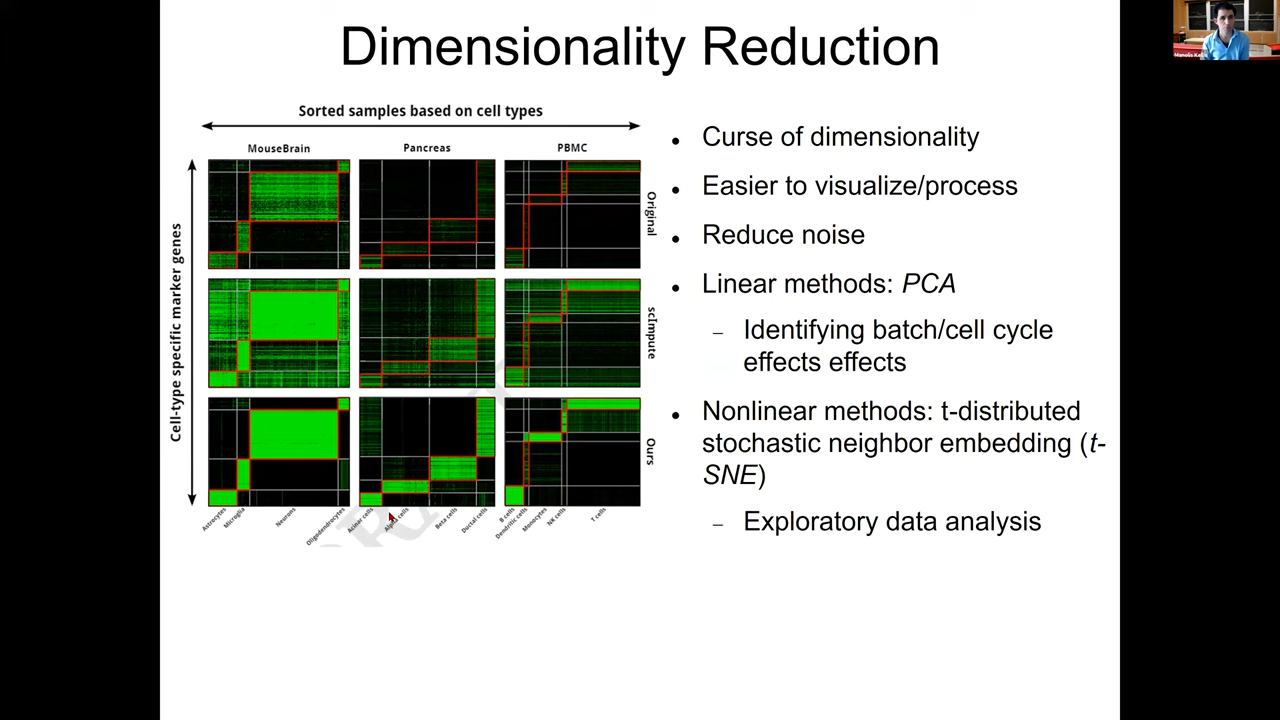 Dimensionality Reduction
Sorted samples based on cell types
MouseBrain
Pancreas
PBMC
Cell-type specific marker genes
Original
scImpute
Ours
Astrocytes
Microglia
Neurons
Oligodendrocytes
Acinar cells
Alpha cells
Beta cells
Ductal cells
B cells
Dendritic cells
Monocytes
NK cells
T cells
• Curse of dimensionality
• Easier to visualize/process
• Reduce noise
• Linear methods: PCA
– Identifying batch/cell cycle
effects effects
• Nonlinear methods: t-distributed
stochastic neighbor embedding (t-
SNE)
– Exploratory data analysis
Manolis